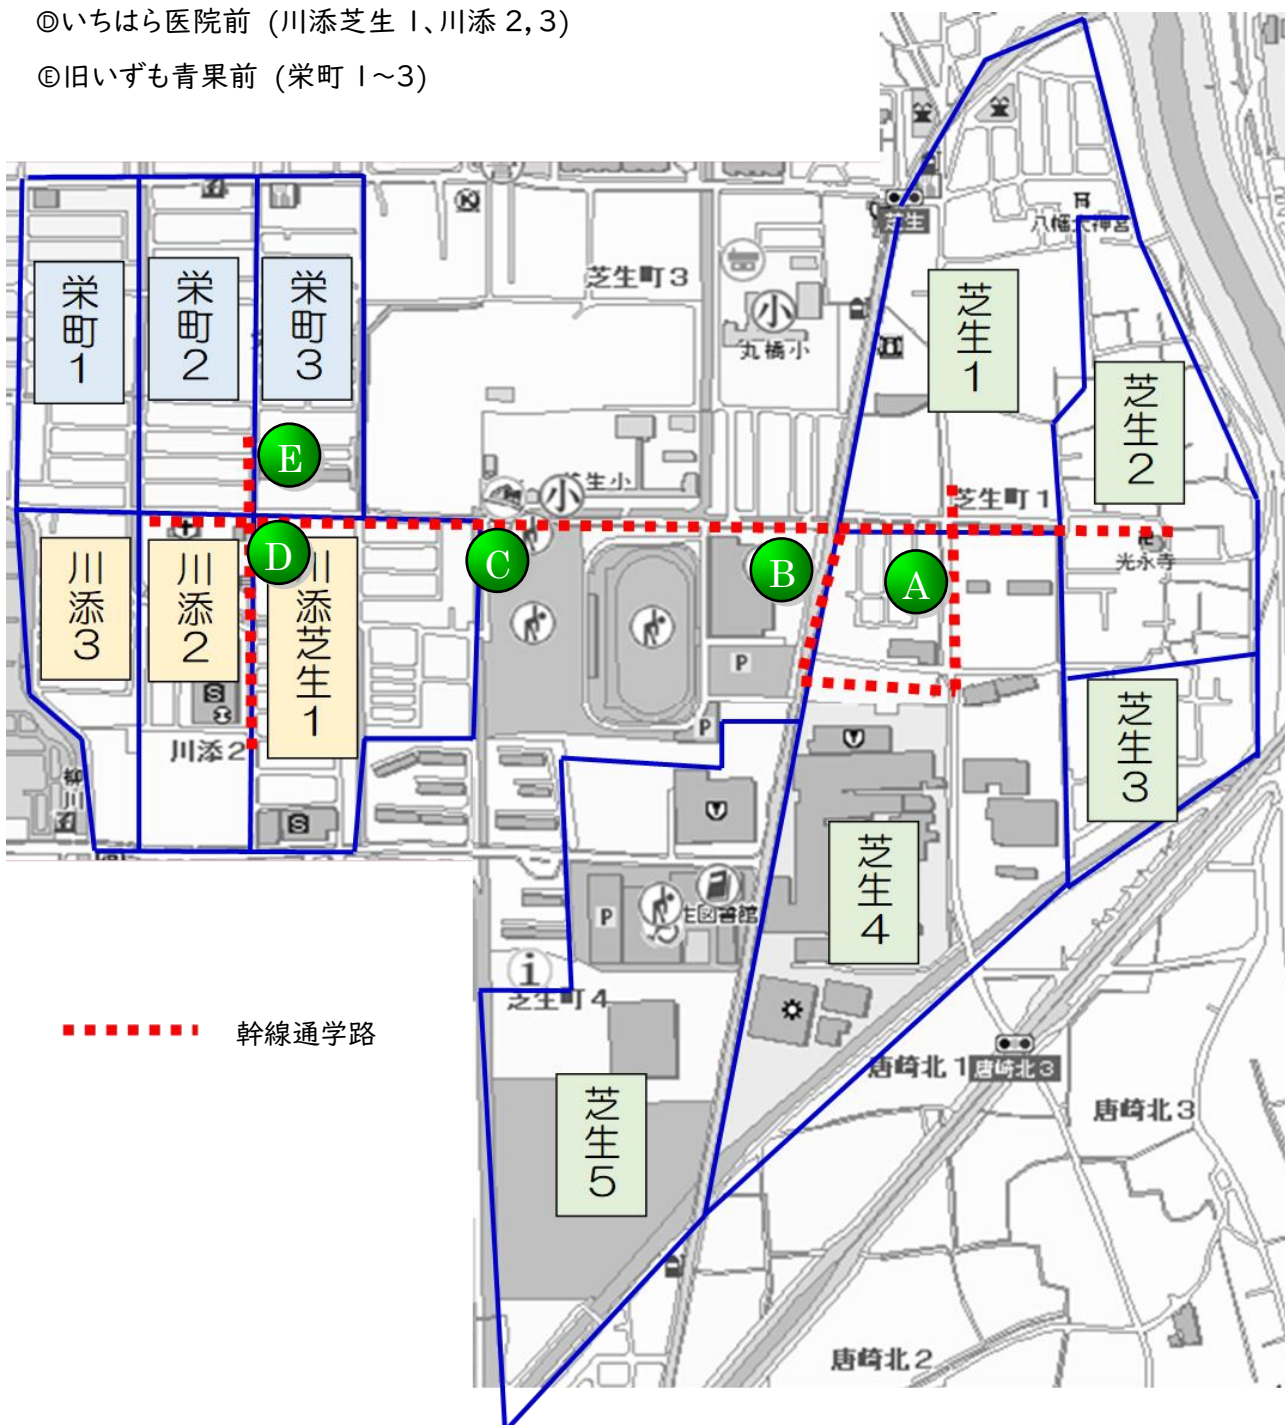 Ⓓいちはら医院前 (川添芝生 1、川添 2, 3)
Ⓔ旧いずも青果前 (栄町 1～3)
芝生
八幡大神宮
芝生町3
小
丸橋小
栄町1
栄町2
栄町3
芝生1
芝生2
E
芝生小
小
芝生町1
光永寺
D
C
B
A
川添3
川添2
川添芝生1
P
P
芝生3
川添2
柳川
芝生4
P
生図書館
i
芝生町4
幹線通学路
唐崎北1
唐崎北3
唐崎北3
芝生5
唐崎北2